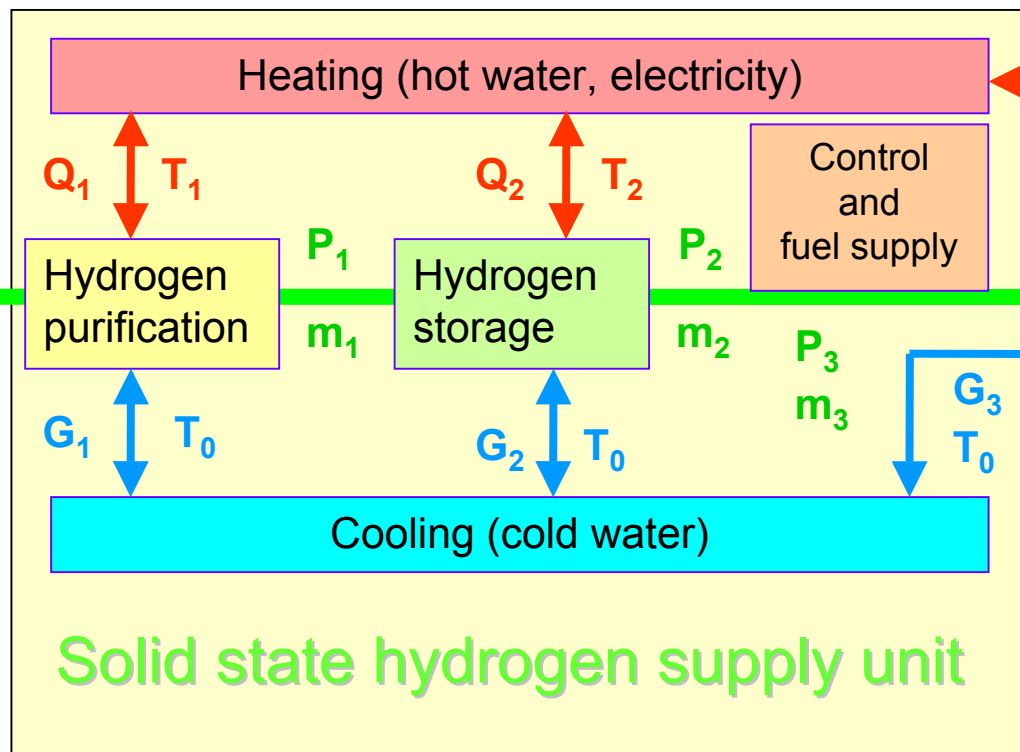 Heating (hot water, electricity)
Q₁ T₁
Q₂ T₂
Control
and
fuel supply
Hydrogen
purification
P₁
m₁
Hydrogen
storage
P₂
m₂
P₃
m₃
G₁ T₀
G₂ T₀
G₃
T₀
Cooling (cold water)
Solid state hydrogen supply unit